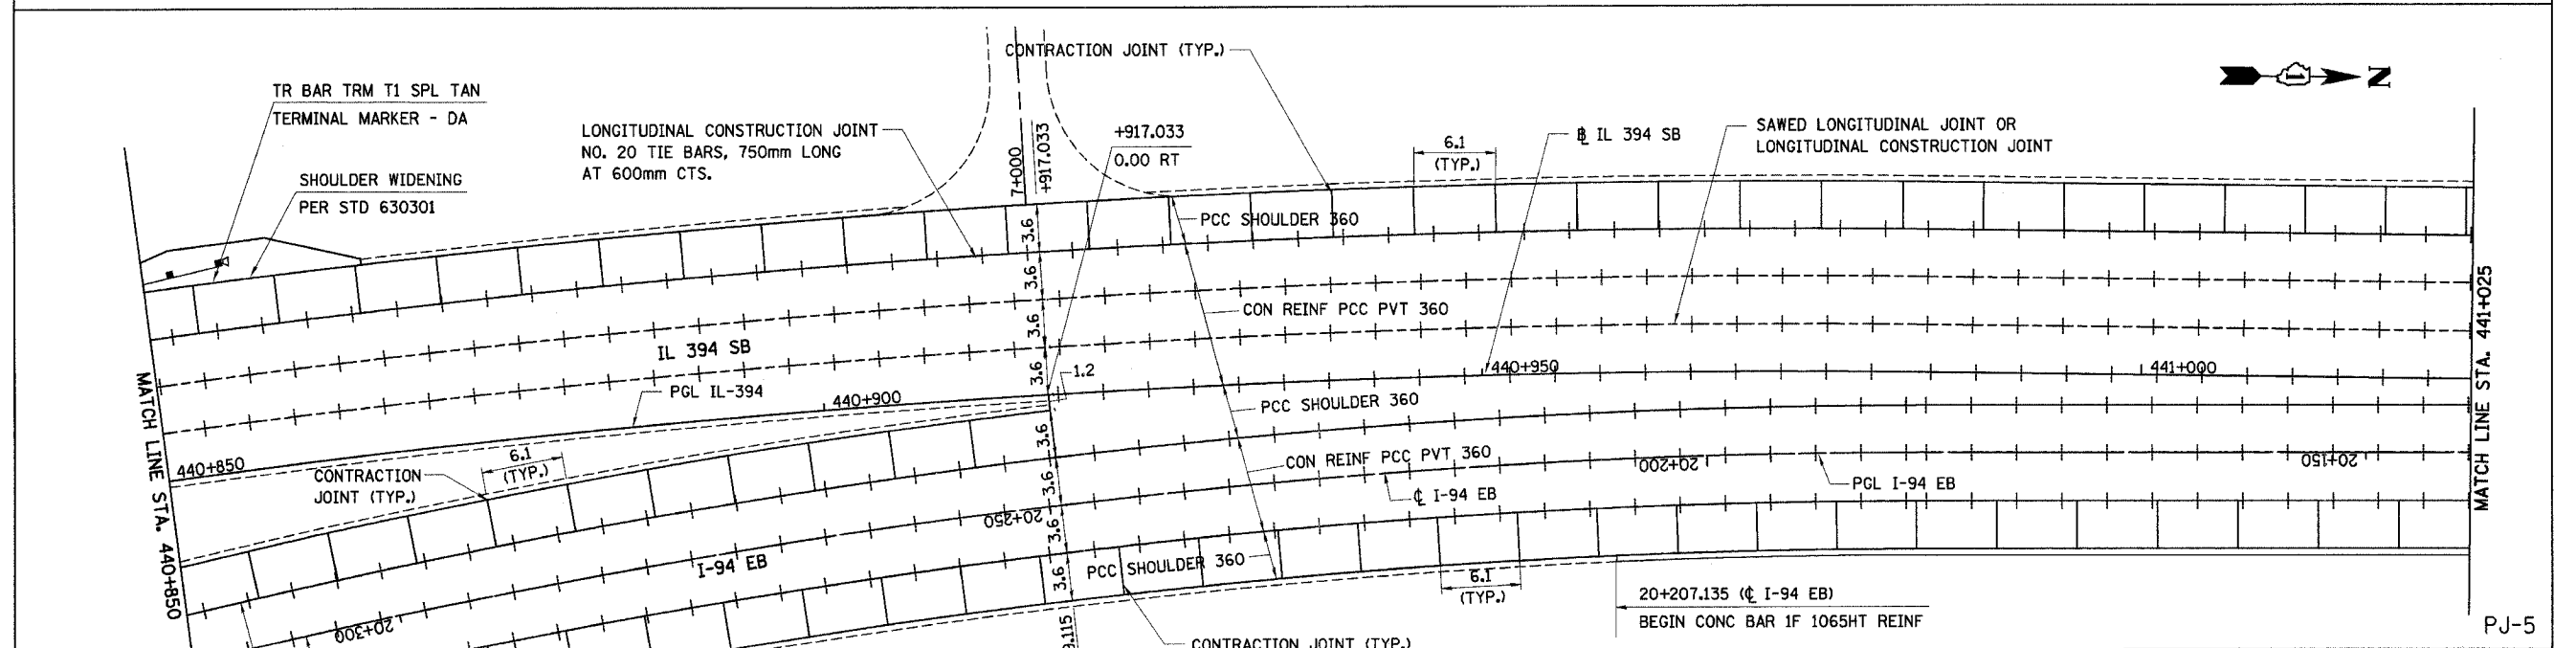 CONTRACTION JOINT (TYP.)
N
TR BAR TRM T1 SPL TAN
TERMINAL MARKER - DA
LONGITUDINAL CONSTRUCTION JOINT
NO. 20 TIE BARS, 750mm LONG
AT 600mm CTS.
7+000
+917.033
+917.033
0.00 RT
6.1
(TYP.)
℄ IL 394 SB
SAWED LONGITUDINAL JOINT OR
LONGITUDINAL CONSTRUCTION JOINT
SHOULDER WIDENING
PER STD 630301
PCC SHOULDER 360
3.6
3.6
3.6
3.6
CON REINF PCC PVT 360
IL 394 SB
1.2
PGL IL-394
440+900
440+950
441+000
PCC SHOULDER 360
MATCH LINE STA. 440+850
MATCH LINE STA. 441+025
440+850
CONTRACTION
JOINT (TYP.)
6.1
(TYP.)
3.6
3.6
3.6
3.6
CON REINF PCC PVT 360
℄ I-94 EB
20+200
PGL I-94 EB
20+150
20+250
I-94 EB
PCC SHOULDER 360
6.1
(TYP.)
20+207.135 (℄ I-94 EB)
BEGIN CONC BAR 1F 1065HT REINF
20+300
9.115
CONTRACTION JOINT (TYP.)
PJ-5